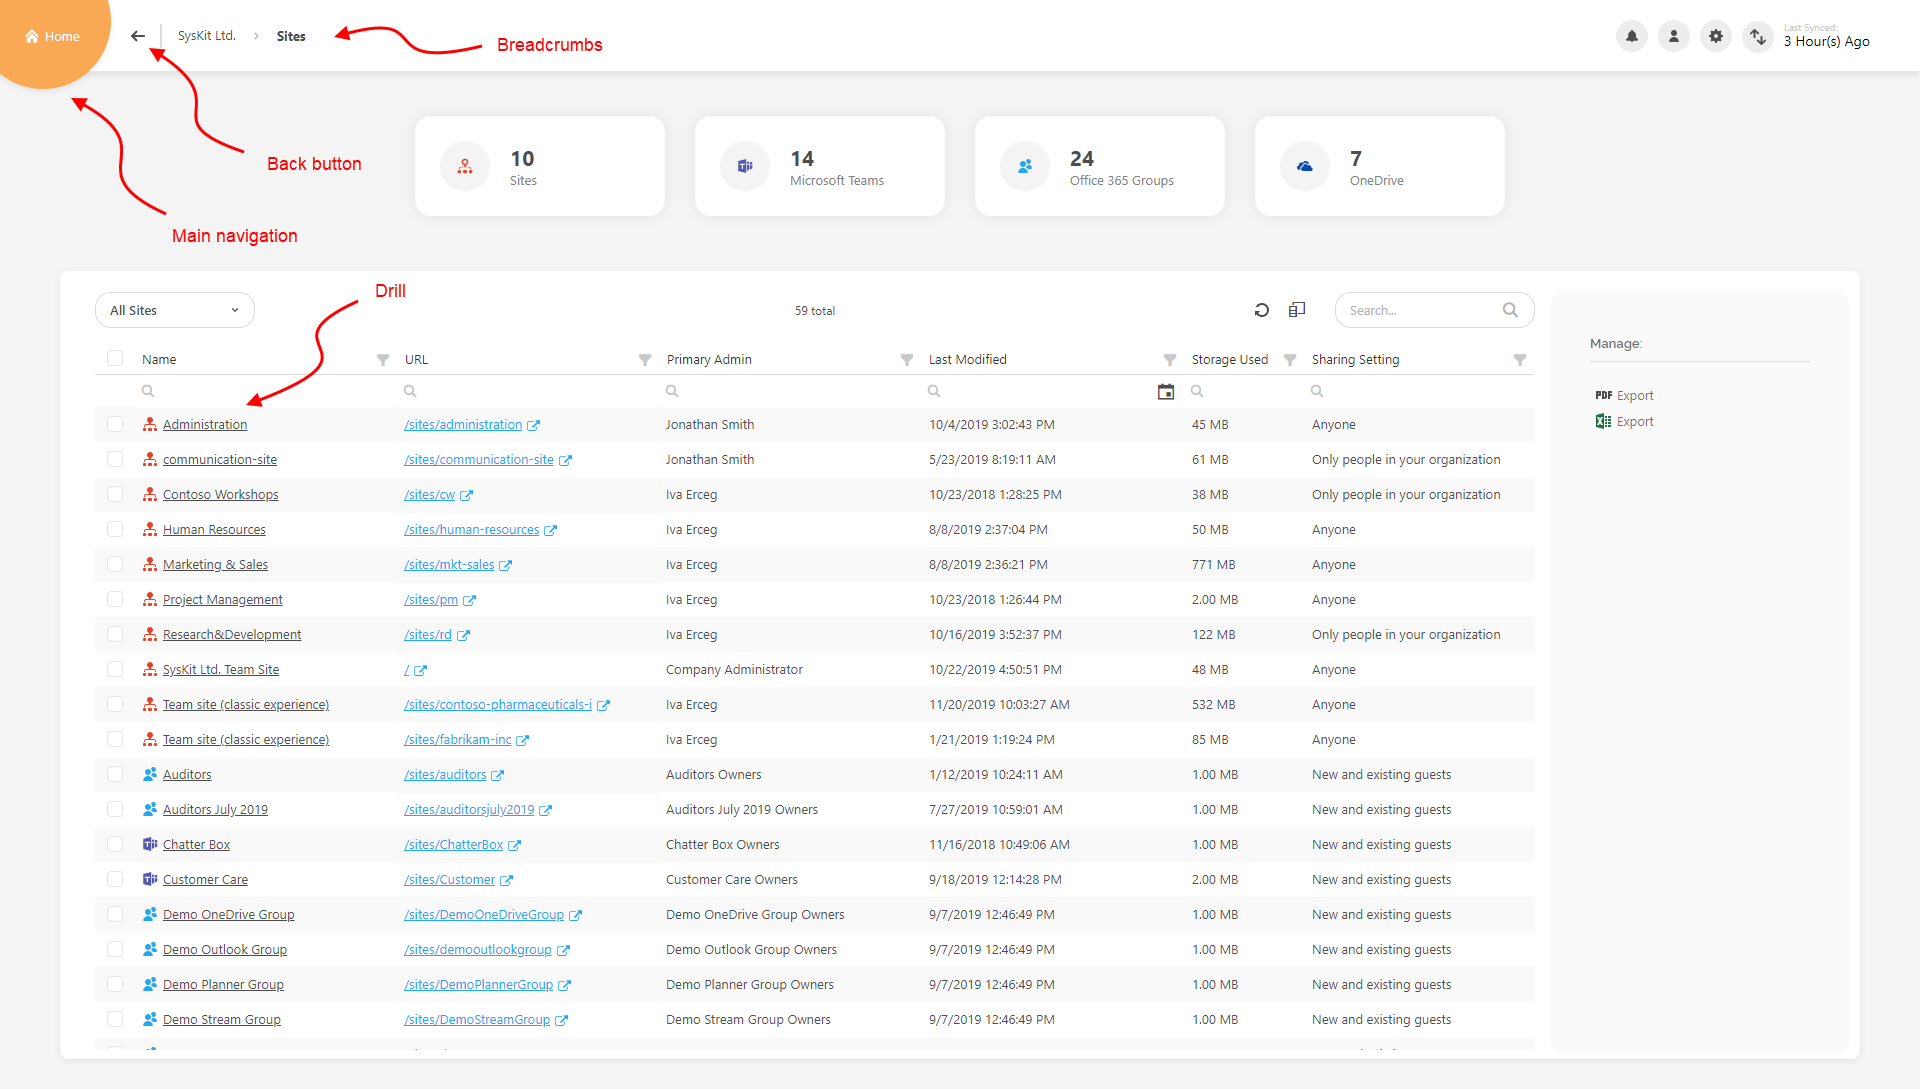 Home
SysKit Ltd. > Sites
Breadcrumbs
Last Synced:
3 Hour(s) Ago
Back button
Main navigation
10
Sites
14
Microsoft Teams
24
Office 365 Groups
7
OneDrive
Drill
All Sites
59 total
Search...
Manage:
PDF Export
Export
Name URL Primary Admin Last Modified Storage Used Sharing Setting
Administration /sites/administration Jonathan Smith 10/4/2019 3:02:43 PM 45 MB Anyone
communication-site /sites/communication-site Jonathan Smith 5/23/2019 8:19:11 AM 61 MB Only people in your organization
Contoso Workshops /sites/cw Iva Erceg 10/23/2018 1:28:25 PM 38 MB Only people in your organization
Human Resources /sites/human-resources Iva Erceg 8/8/2019 2:37:04 PM 50 MB Anyone
Marketing & Sales /sites/mkt-sales Iva Erceg 8/8/2019 2:36:21 PM 771 MB Anyone
Project Management /sites/pm Iva Erceg 10/23/2018 1:26:44 PM 2.00 MB Anyone
Research&Development /sites/rd Iva Erceg 10/16/2019 3:52:37 PM 122 MB Only people in your organization
SysKit Ltd. Team Site / Company Administrator 10/22/2019 4:50:51 PM 48 MB Anyone
Team site (classic experience) /sites/contoso-pharmaceuticals-i Iva Erceg 11/20/2019 10:03:27 AM 532 MB Anyone
Team site (classic experience) /sites/fabrikam-inc Iva Erceg 1/21/2019 1:19:24 PM 85 MB Anyone
Auditors /sites/auditors Auditors Owners 1/12/2019 10:24:11 AM 1.00 MB New and existing guests
Auditors July 2019 /sites/auditorsjuly2019 Auditors July 2019 Owners 7/27/2019 10:59:01 AM 1.00 MB New and existing guests
Chatter Box /sites/ChatterBox Chatter Box Owners 11/16/2018 10:49:06 AM 1.00 MB New and existing guests
Customer Care /sites/Customer Customer Care Owners 9/18/2019 12:14:28 PM 2.00 MB New and existing guests
Demo OneDrive Group /sites/DemoOneDriveGroup Demo OneDrive Group Owners 9/7/2019 12:46:49 PM 1.00 MB New and existing guests
Demo Outlook Group /sites/demooutlookgroup Demo Outlook Group Owners 9/7/2019 12:46:49 PM 1.00 MB New and existing guests
Demo Planner Group /sites/DemoPlannerGroup Demo Planner Group Owners 9/7/2019 12:46:49 PM 1.00 MB New and existing guests
Demo Stream Group /sites/DemoStreamGroup Demo Stream Group Owners 9/7/2019 12:46:49 PM 1.00 MB New and existing guests